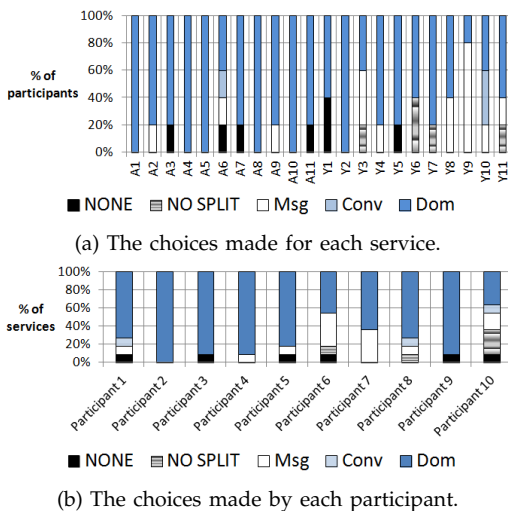 100%
80%
% of
participants
60%
40%
20%
0%
A1 A2 A3 A4 A5 A6 A7 A8 A9 A10 A11 Y1 Y2 Y3 Y4 Y5 Y6 Y7 Y8 Y9 Y10 Y11
NONE NO SPLIT Msg Conv Dom
(a) The choices made for each service.
100%
80%
% of
services
60%
40%
20%
0%
Participant 1 Participant 2 Participant 3 Participant 4 Participant 5 Participant 6 Participant 7 Participant 8 Participant 9 Participant 10
NONE NO SPLIT Msg Conv Dom
(b) The choices made by each participant.